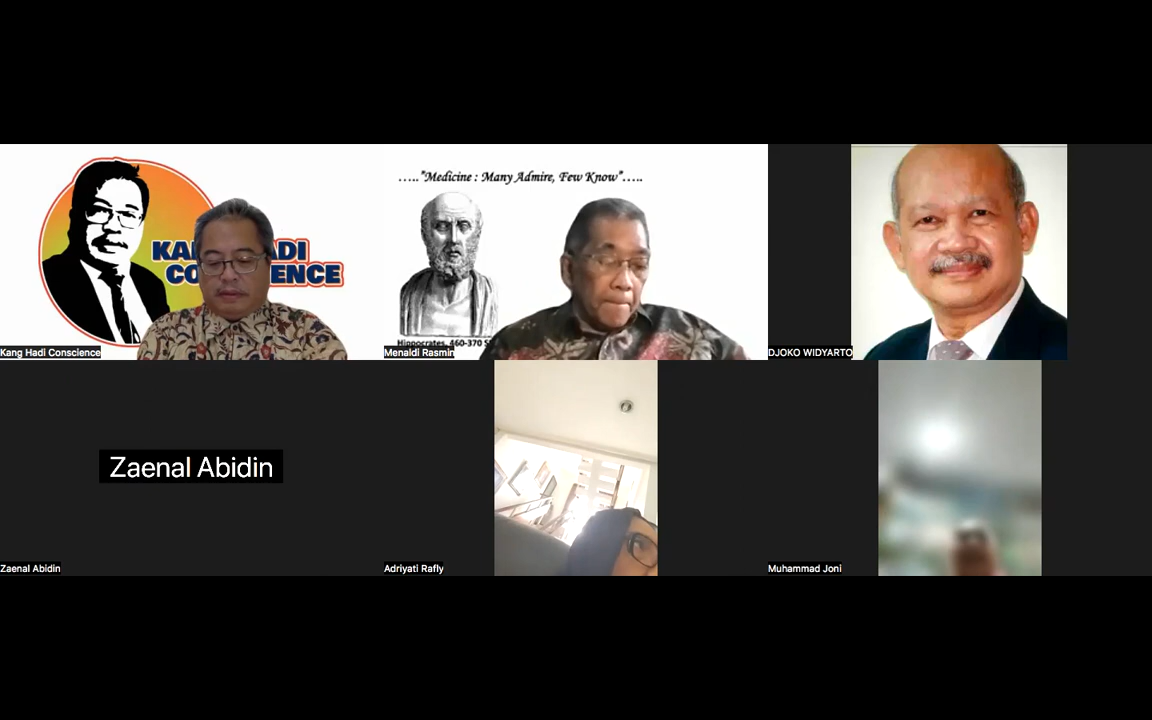 KANG HADI
CONSCIENCE
Kang Hadi Conscience
....."Medicine : Many Admire, Few Know".....
Hippocrates, 460-370 S
Menaldi Rasmin
DJOKO WIDYARTO
Zaenal Abidin
Zaenal Abidin
Adriyati Rafly
Muhammad Joni